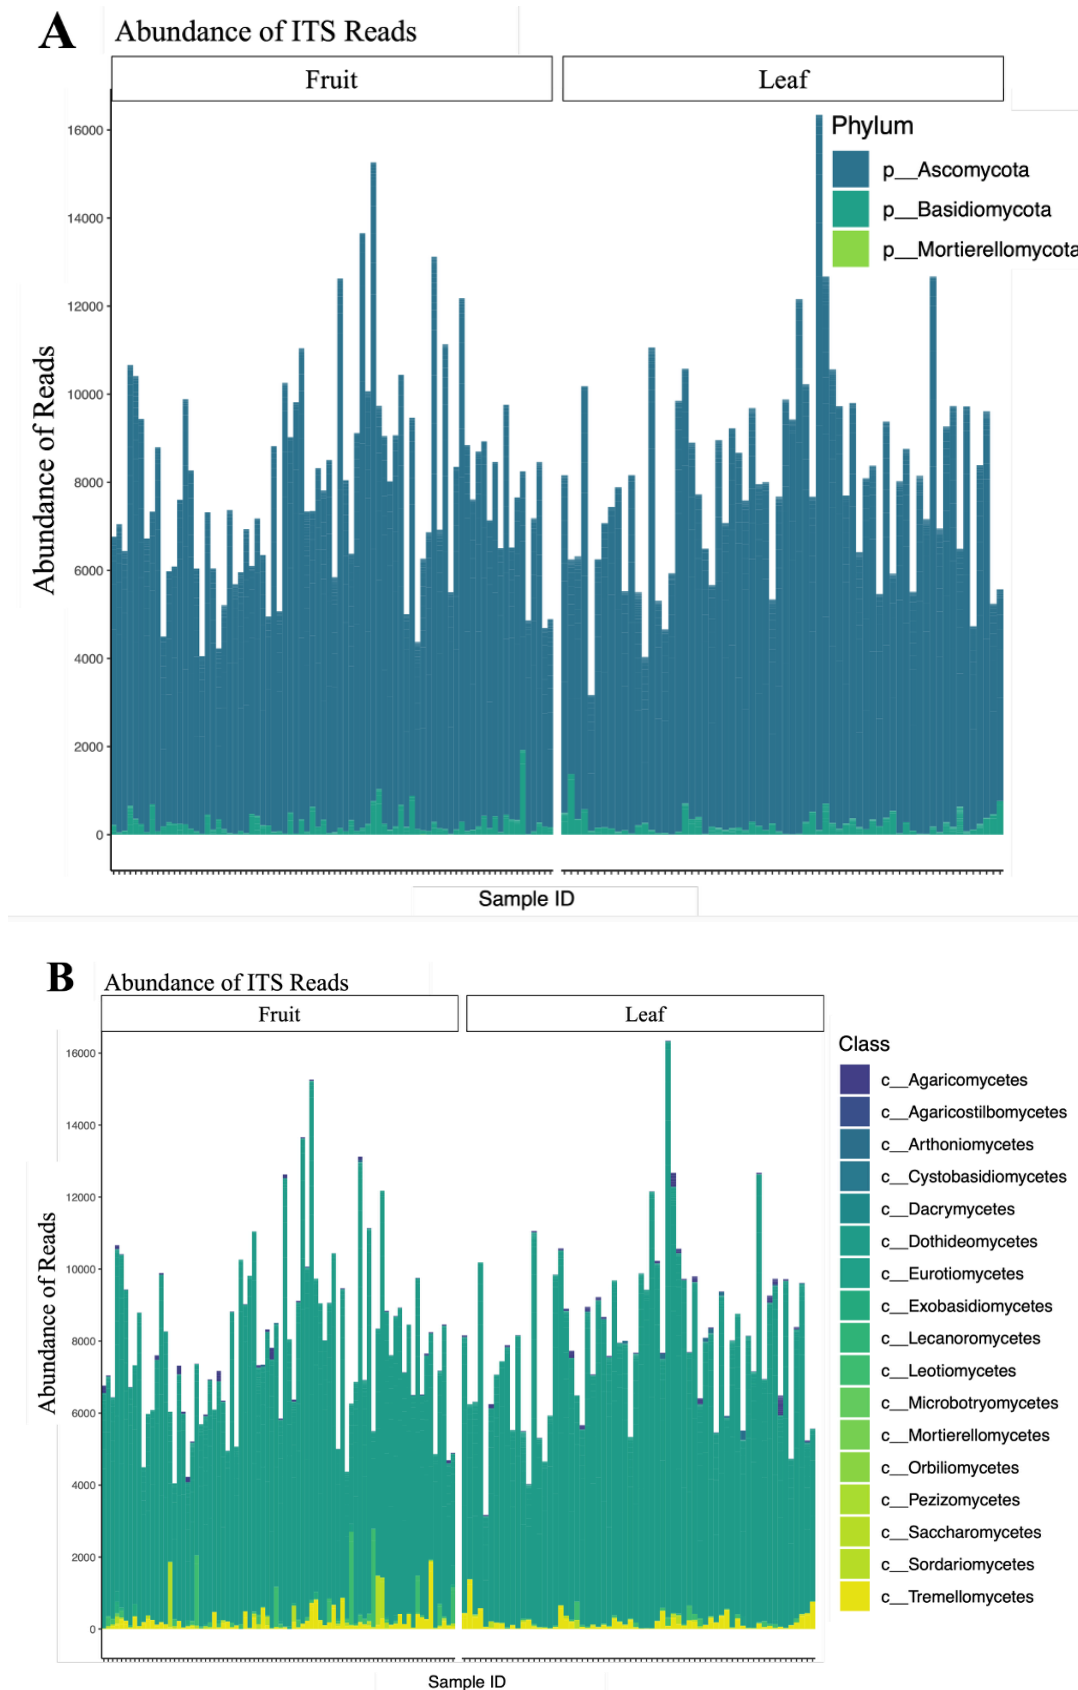 A
Abundance of ITS Reads
Fruit
Leaf
Phylum
p__Ascomycota
p__Basidiomycota
p__Mortierellomycota
Abundance of Reads
16000
14000
12000
10000
8000
6000
4000
2000
0
Sample ID
B
Abundance of ITS Reads
Fruit
Leaf
Abundance of Reads
16000
14000
12000
10000
8000
6000
4000
2000
0
Class
c__Agaricomycetes
c__Agaricostilbomycetes
c__Arthoniomycetes
c__Cystobasidiomycetes
c__Dacrymycetes
c__Dothideomycetes
c__Eurotiomycetes
c__Exobasidiomycetes
c__Lecanoromycetes
c__Leotiomycetes
c__Microbotryomycetes
c__Mortierellomycetes
c__Orbiliomycetes
c__Pezizomycetes
c__Saccharomycetes
c__Sordariomycetes
c__Tremellomycetes
Sample ID